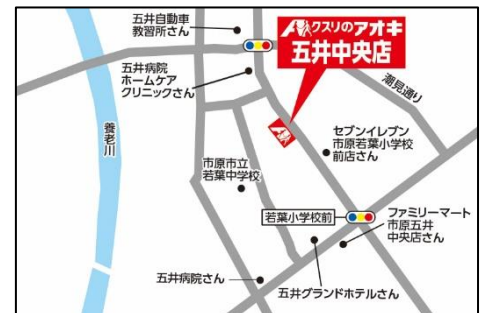 五井自動車
教習所さん
クスリのアオキ
五井中央店
五井病院
ホームケア
クリニックさん
潮見通り
養老川
セブンイレブン
市原若葉小学校
前店さん
市原市立
若葉中学校
若葉小学校前
ファミリーマート
市原五井
中央店さん
五井病院さん
五井グランドホテルさん